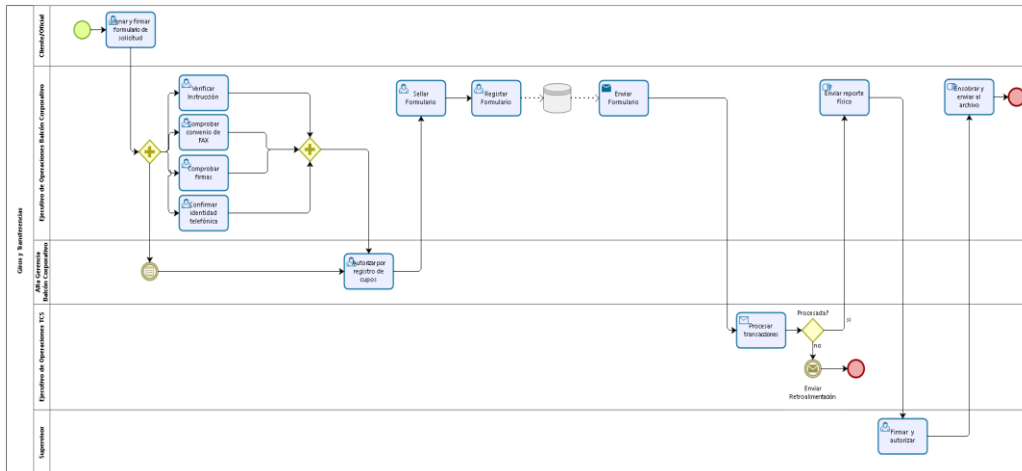 Giros y Transferencias
Cliente/Oficial
y firmar
formulario de
solicitud
Ejecutivo de Operaciones Balcón Corporativo
Verificar
Instrucción
Comprobar
convenio de
FAX
Comprobar
firmas
Confirmar
identidad
telefónica
Sellar
Formulario
Registar
Formulario
Enviar
Formulario
Enviar reporte
físico
Ensobrar y
enviar al
archivo
Alta Gerencia
Balcón Corporativo
Autorizar por
registro de
cupos
Ejecutivo de Operaciones TCS
Procesar
transacciones
Procesada?
si
no
Enviar
Retroalimentación
Supervisor
Firmar y
autorizar